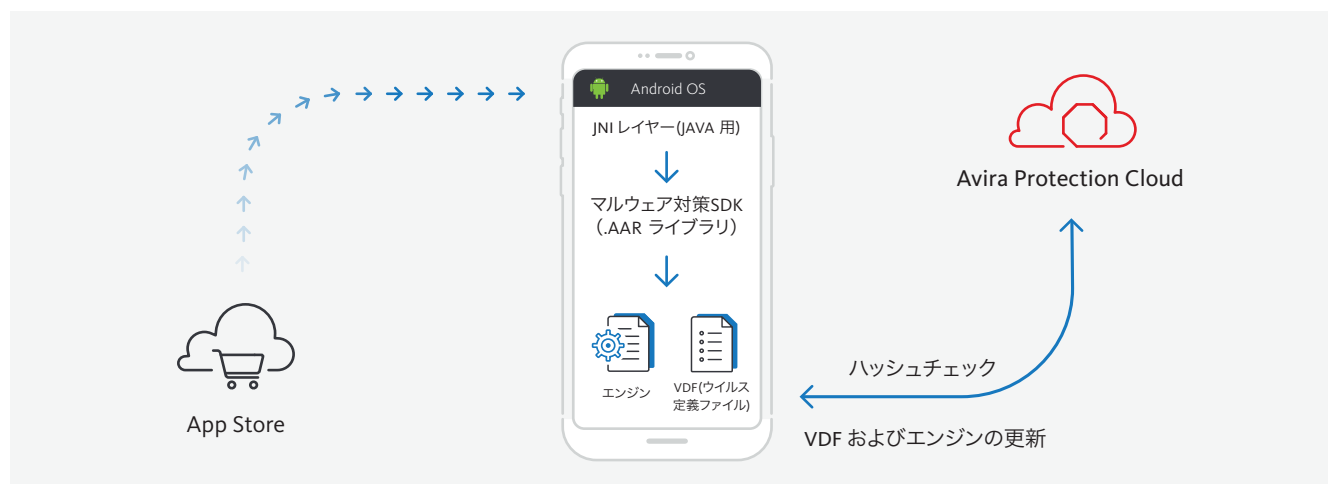 Android OS
JNI レイヤー(JAVA 用)
マルウェア対策SDK
(.AAR ライブラリ)
エンジン
VDF(ウイルス
定義ファイル)
App Store
Avira Protection Cloud
ハッシュチェック
VDF およびエンジンの更新